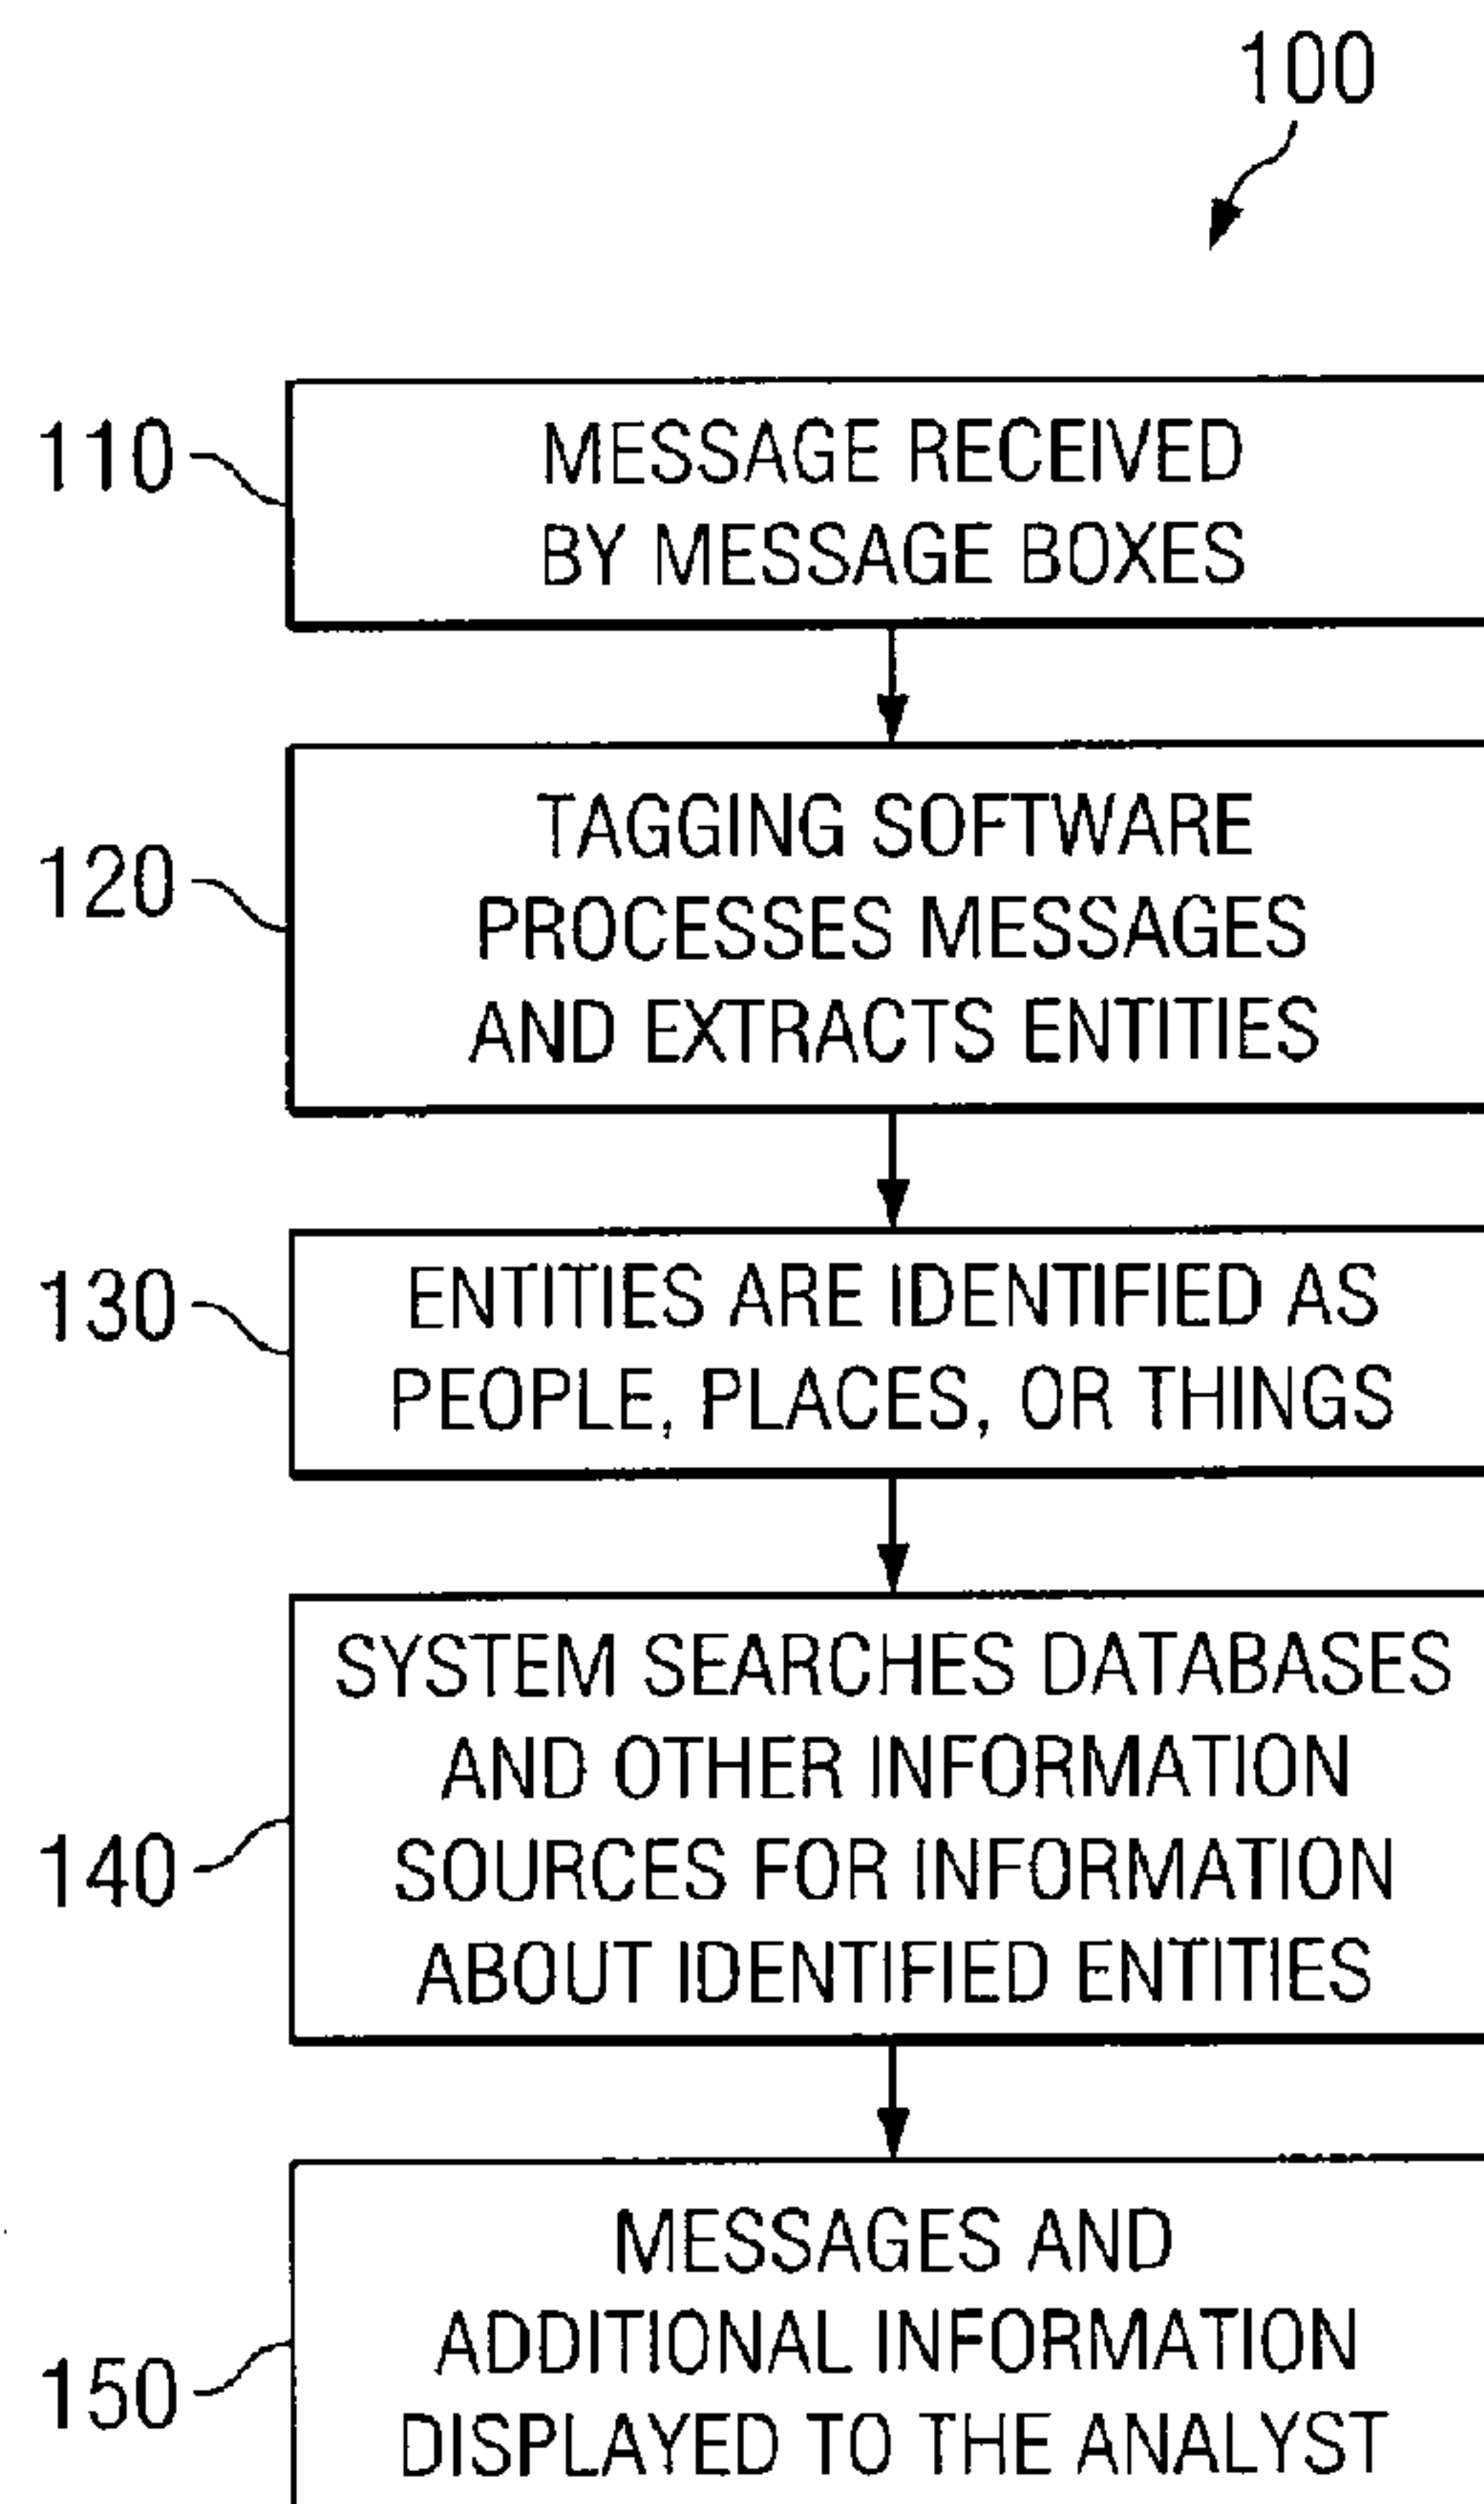 100
110
MESSAGE RECEIVED
BY MESSAGE BOXES
120
TAGGING SOFTWARE
PROCESSES MESSAGES
AND EXTRACTS ENTITIES
130
ENTITIES ARE IDENTIFIED AS
PEOPLE, PLACES, OR THINGS
140
SYSTEM SEARCHES DATABASES
AND OTHER INFORMATION
SOURCES FOR INFORMATION
ABOUT IDENTIFIED ENTITIES
150
MESSAGES AND
ADDITIONAL INFORMATION
DISPLAYED TO THE ANALYST